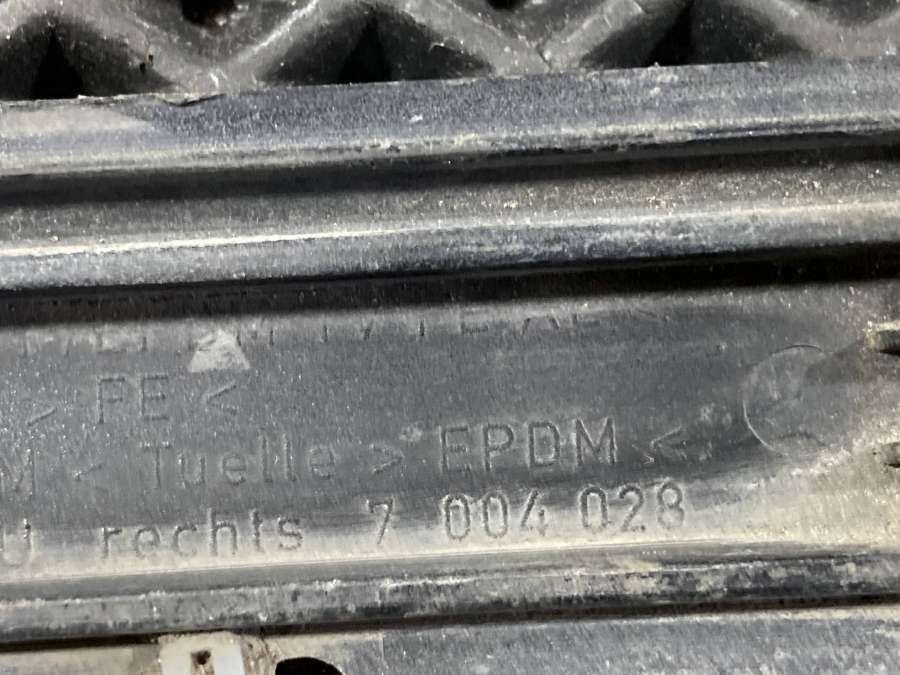 > PE <
M < Tuelle > EPDM <
U rechts 7 004 028